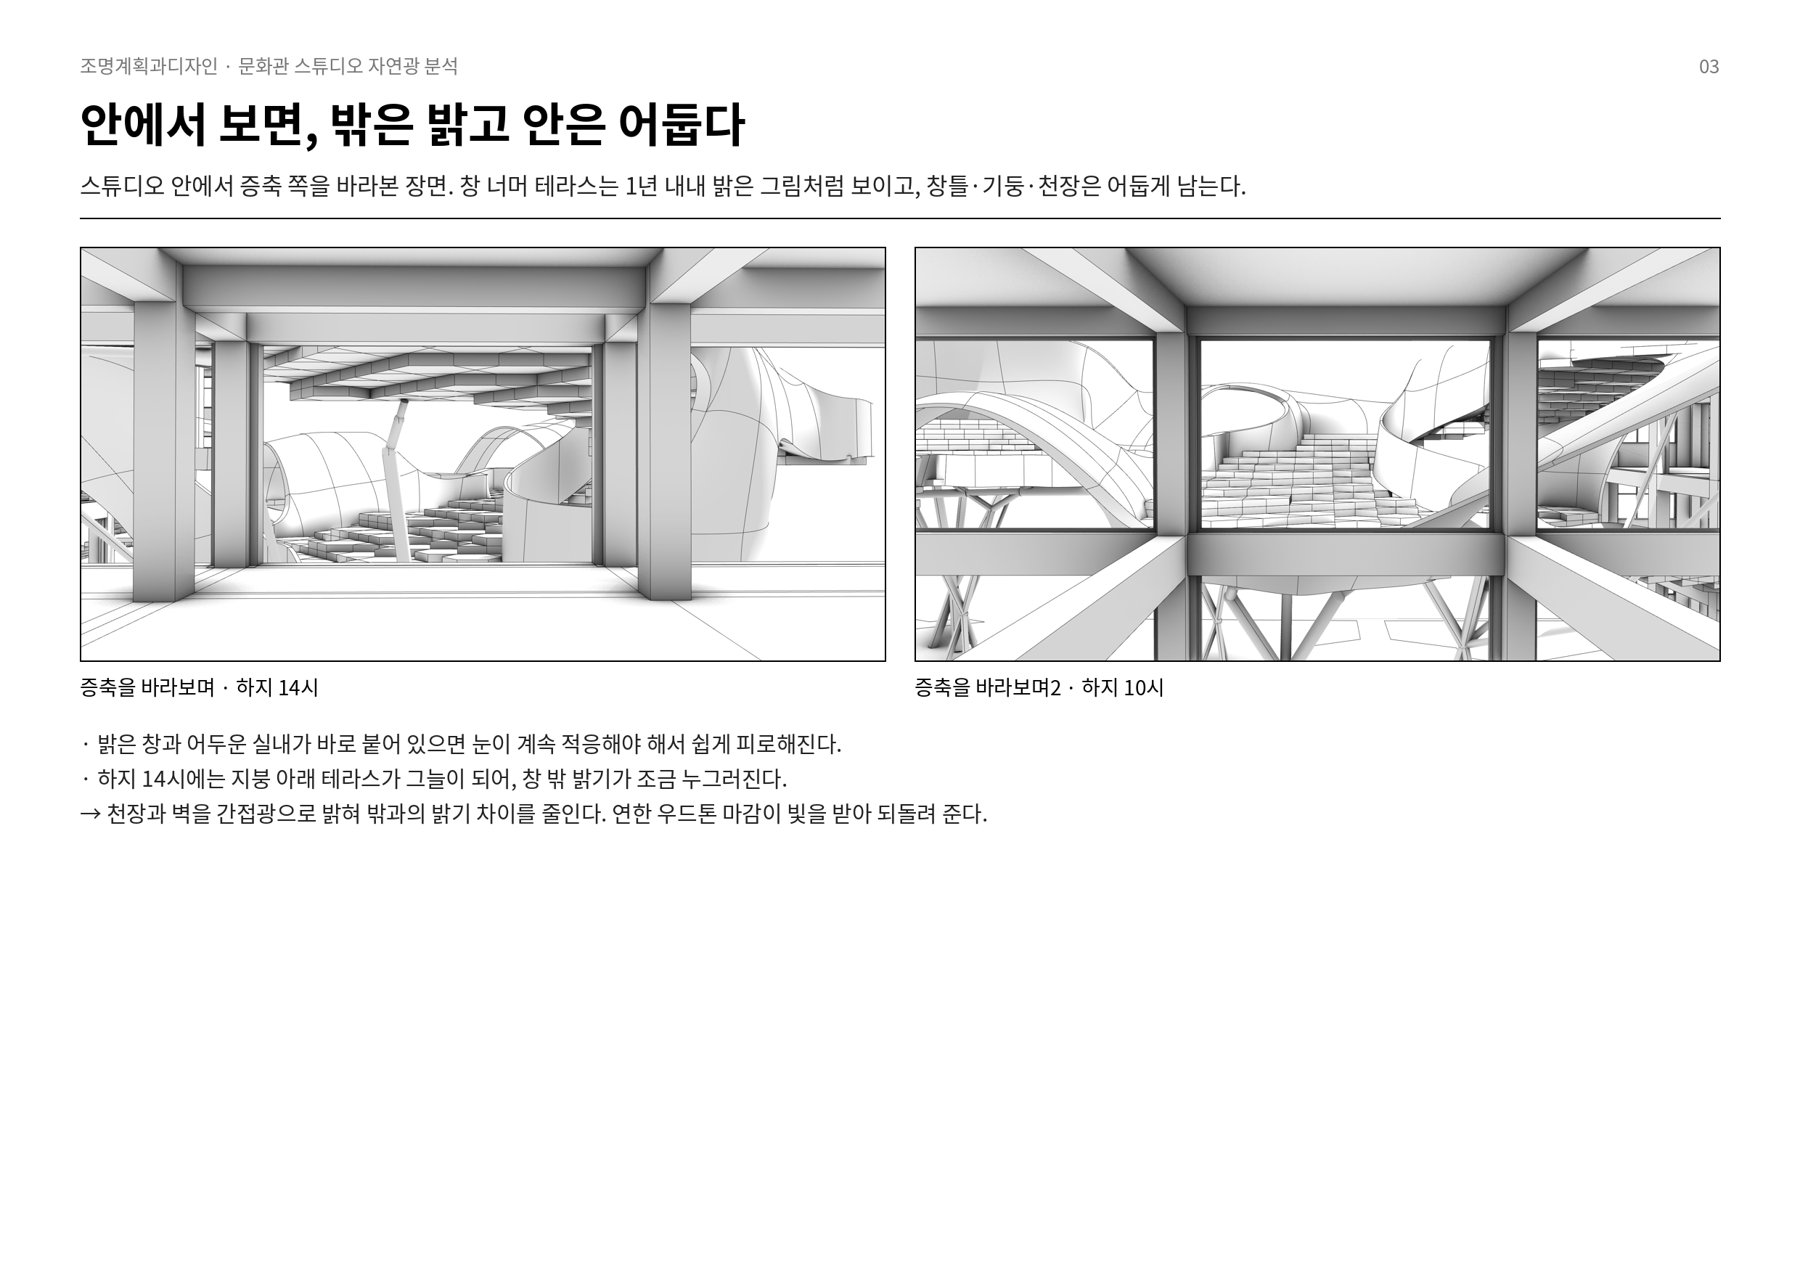 조명계획과디자인 · 문화관 스튜디오 자연광 분석
03
안에서 보면, 밖은 밝고 안은 어둡다
스튜디오 안에서 증축 쪽을 바라본 장면. 창 너머 테라스는 1년 내내 밝은 그림처럼 보이고, 창틀·기둥·천장은 어둡게 남는다.
증축을 바라보며 · 하지 14시
증축을 바라보며2 · 하지 10시
· 밝은 창과 어두운 실내가 바로 붙어 있으면 눈이 계속 적응해야 해서 쉽게 피로해진다.
· 하지 14시에는 지붕 아래 테라스가 그늘이 되어, 창 밖 밝기가 조금 누그러진다.
→ 천장과 벽을 간접광으로 밝혀 밖과의 밝기 차이를 줄인다. 연한 우드톤 마감이 빛을 받아 되돌려 준다.